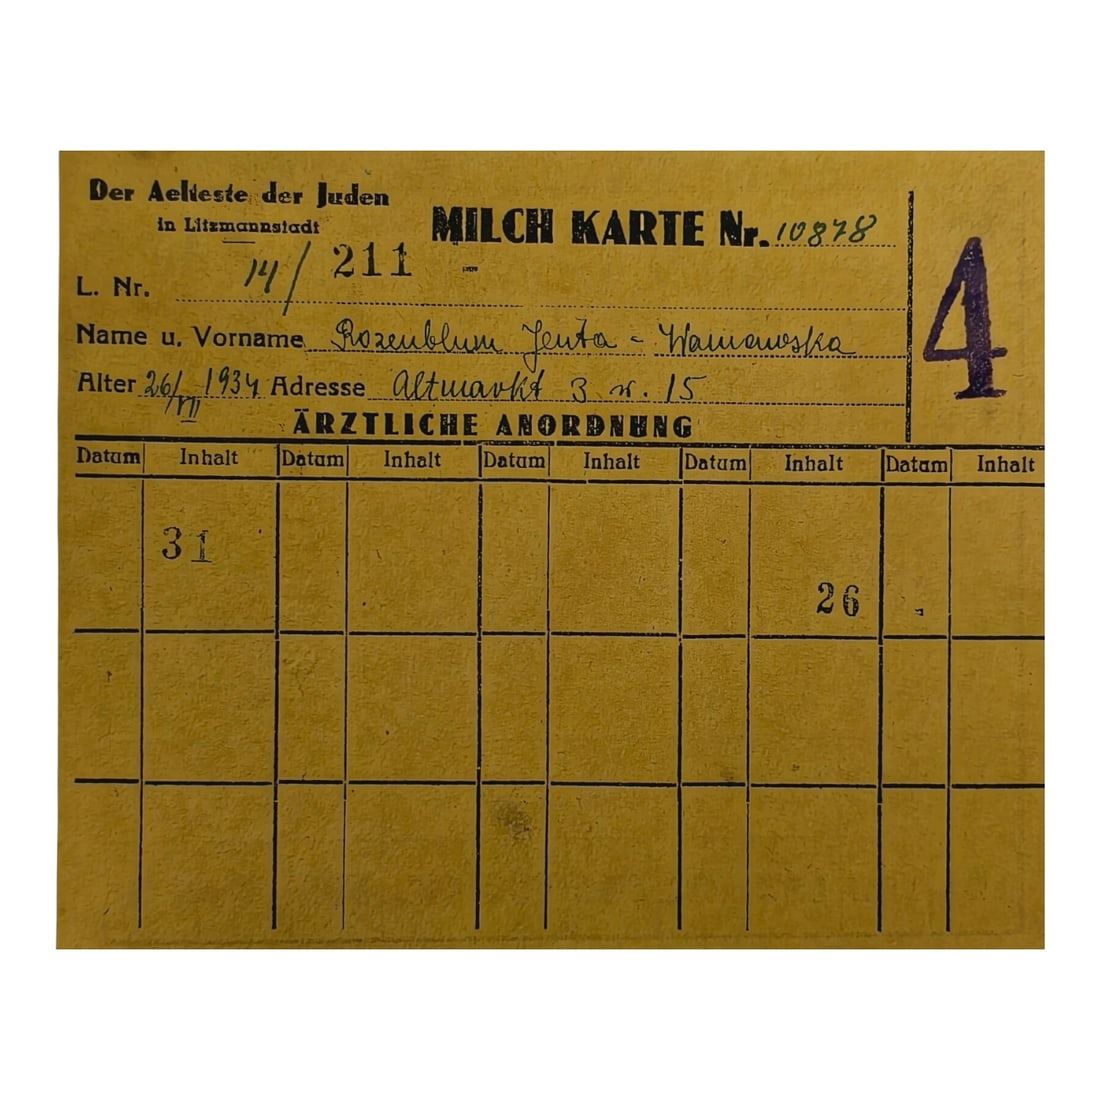 Der Aelteste der Juden
in Litzmannstadt
MILCH KARTE Nr. 10878
L. Nr. 14/211
4
Name u. Vorname Rozenblum Jenta -
Alter 26/VII 1934 Adresse Altmarkt 3 w. 15
ÄRZTLICHE ANORDNUNG
Datum Inhalt Datum Inhalt Datum Inhalt Datum Inhalt Datum Inhalt
31
26